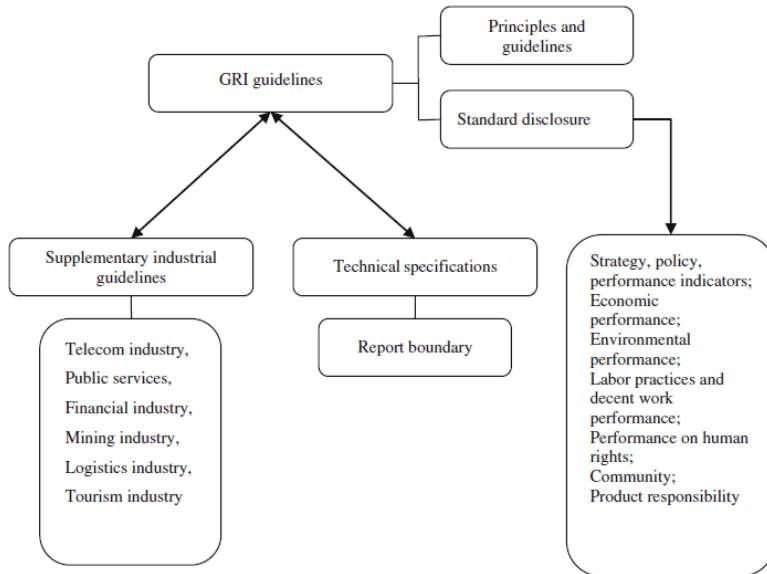 Principles and
guidelines
GRI guidelines
Standard disclosure
Supplementary industrial
guidelines
Technical specifications
Report boundary
Telecom industry,
Public services,
Financial industry,
Mining industry,
Logistics industry,
Tourism industry
Strategy, policy,
performance indicators;
Economic
performance;
Environmental
performance;
Labor practices and
decent work
performance;
Performance on human
rights;
Community;
Product responsibility